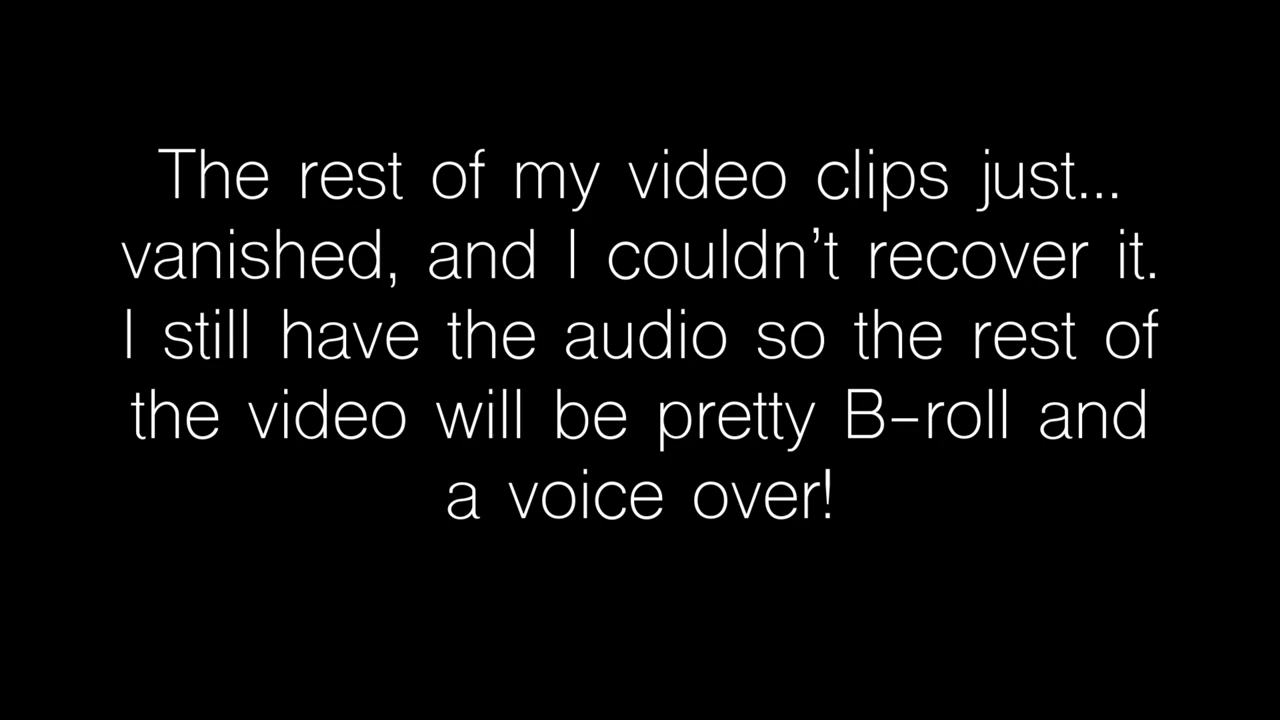 The rest of my video clips just...
vanished, and I couldn’t recover it.
I still have the audio so the rest of
the video will be pretty B-roll and
a voice over!